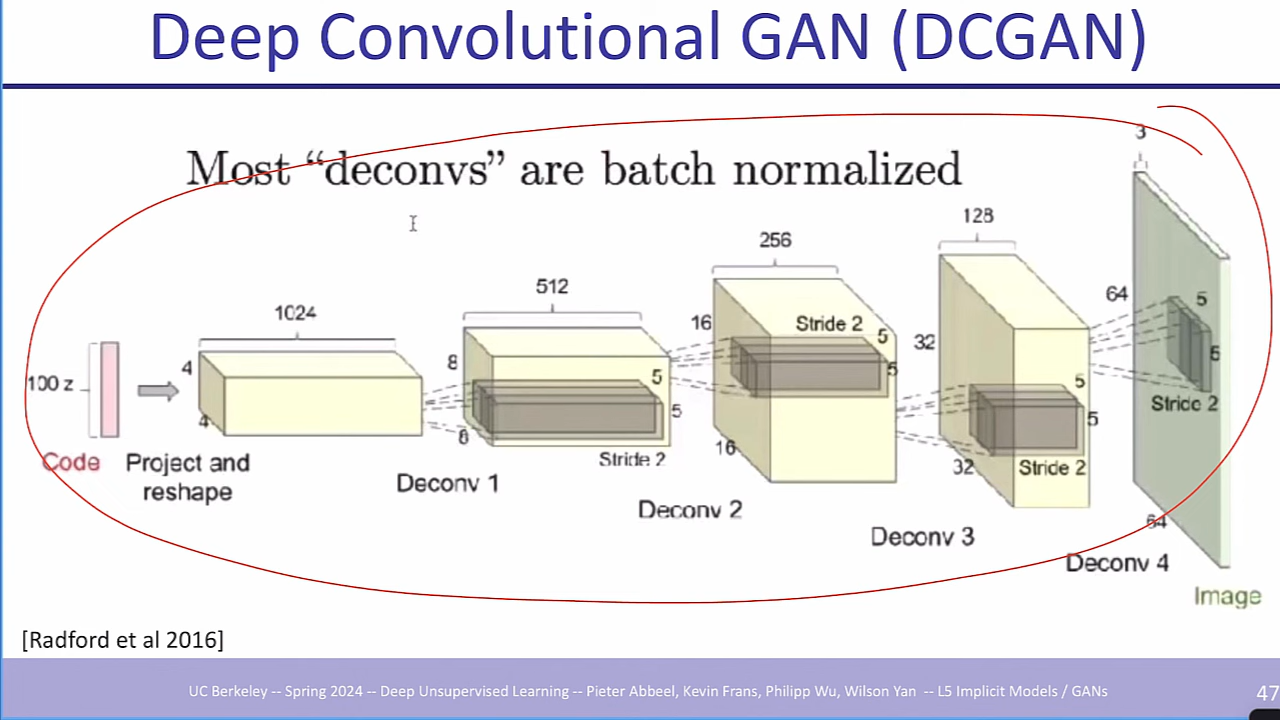 Deep Convolutional GAN (DCGAN)
Most “deconvs” are batch normalized
3
128
256
512
1024
64
16
Stride 2
5
5
32
8
4
5
5
5
5
5
5
4
8
16
32
64
100 z
Stride 2
Stride 2
Stride 2
Code
Project and
reshape
Deconv 1
Deconv 2
Deconv 3
Deconv 4
Image
[Radford et al 2016]
UC Berkeley -- Spring 2024 -- Deep Unsupervised Learning -- Pieter Abbeel, Kevin Frans, Philipp Wu, Wilson Yan -- L5 Implicit Models / GANs
47